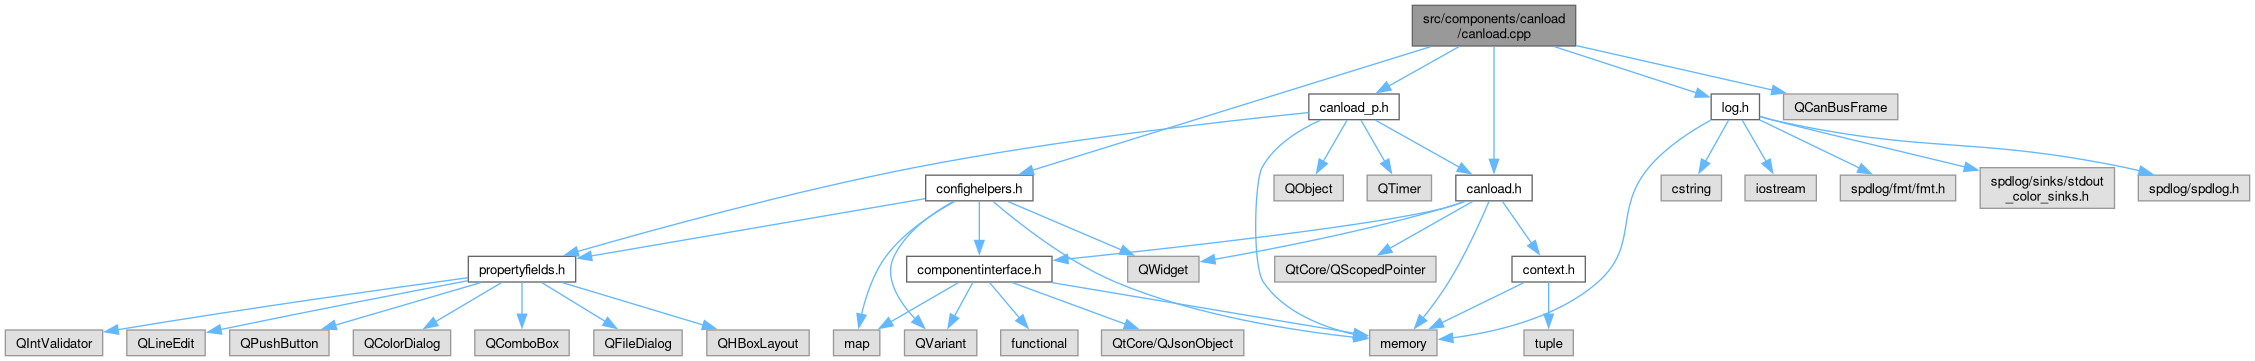 src/components/canload
/canload.cpp
canload_p.h
log.h
QCanBusFrame
confighelpers.h
QObject
QTimer
canload.h
cstring
iostream
spdlog/fmt/fmt.h
spdlog/sinks/stdout
_color_sinks.h
spdlog/spdlog.h
propertyfields.h
componentinterface.h
QWidget
QtCore/QScopedPointer
context.h
QIntValidator
QLineEdit
QPushButton
QColorDialog
QComboBox
QFileDialog
QHBoxLayout
map
QVariant
functional
QtCore/QJsonObject
memory
tuple